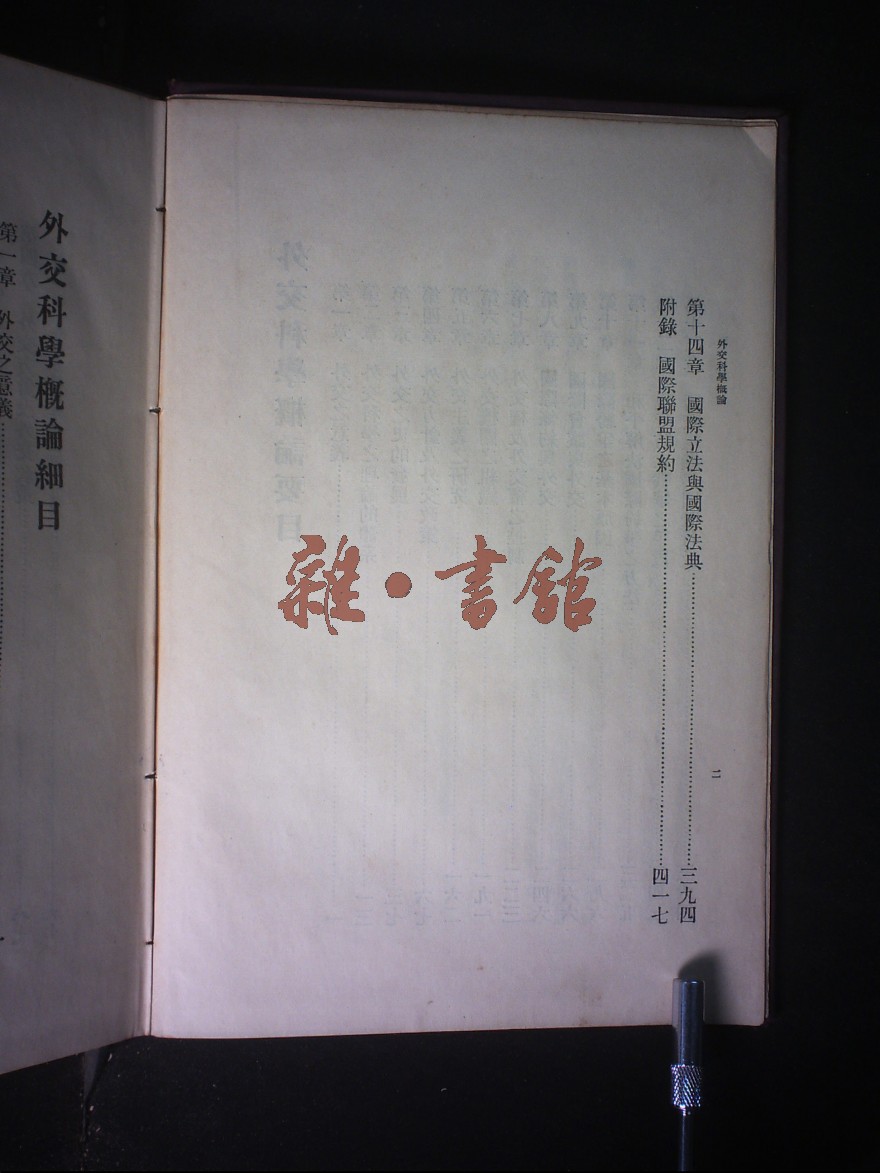 外交科學概論
二
第十四章　國際立法與國際法典……三九四
附錄　國際聯盟規約……四一七
雜・書館
外交科學概論細目
第一章　外交之意義……